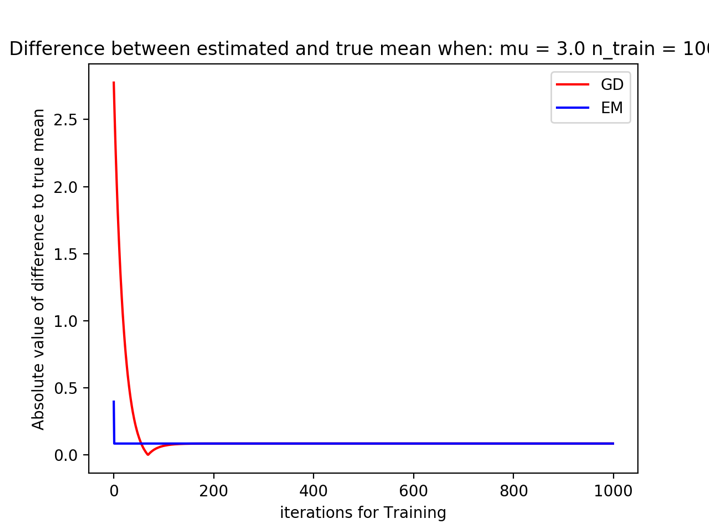 Difference between estimated and true mean when: mu = 3.0 n_train = 100
GD
EM
Absolute value of difference to true mean
2.5
2.0
1.5
1.0
0.5
0.0
0
200
400
600
800
1000
iterations for Training